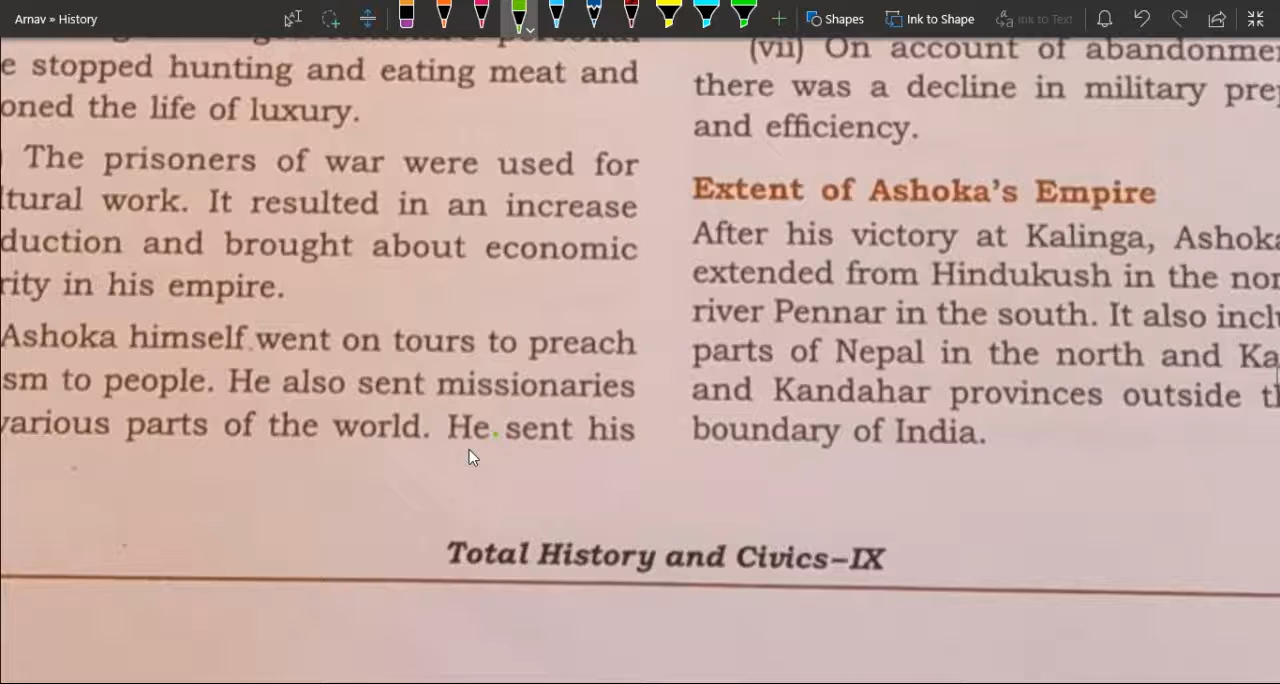 Arnav » History
Shapes
Ink to Shape
Ink to Text
e stopped hunting and eating meat and
oned the life of luxury.
The prisoners of war were used for
tural work. It resulted in an increase
duction and brought about economic
rity in his empire.
Ashoka himself went on tours to preach
sm to people. He also sent missionaries
various parts of the world. He sent his
(vii) On account of abandonme
there was a decline in military pre
and efficiency.
Extent of Ashoka's Empire
After his victory at Kalinga, Ashoka
extended from Hindukush in the nor
river Pennar in the south. It also inclu
parts of Nepal in the north and Ka
and Kandahar provinces outside t
boundary of India.
Total History and Civics–IX